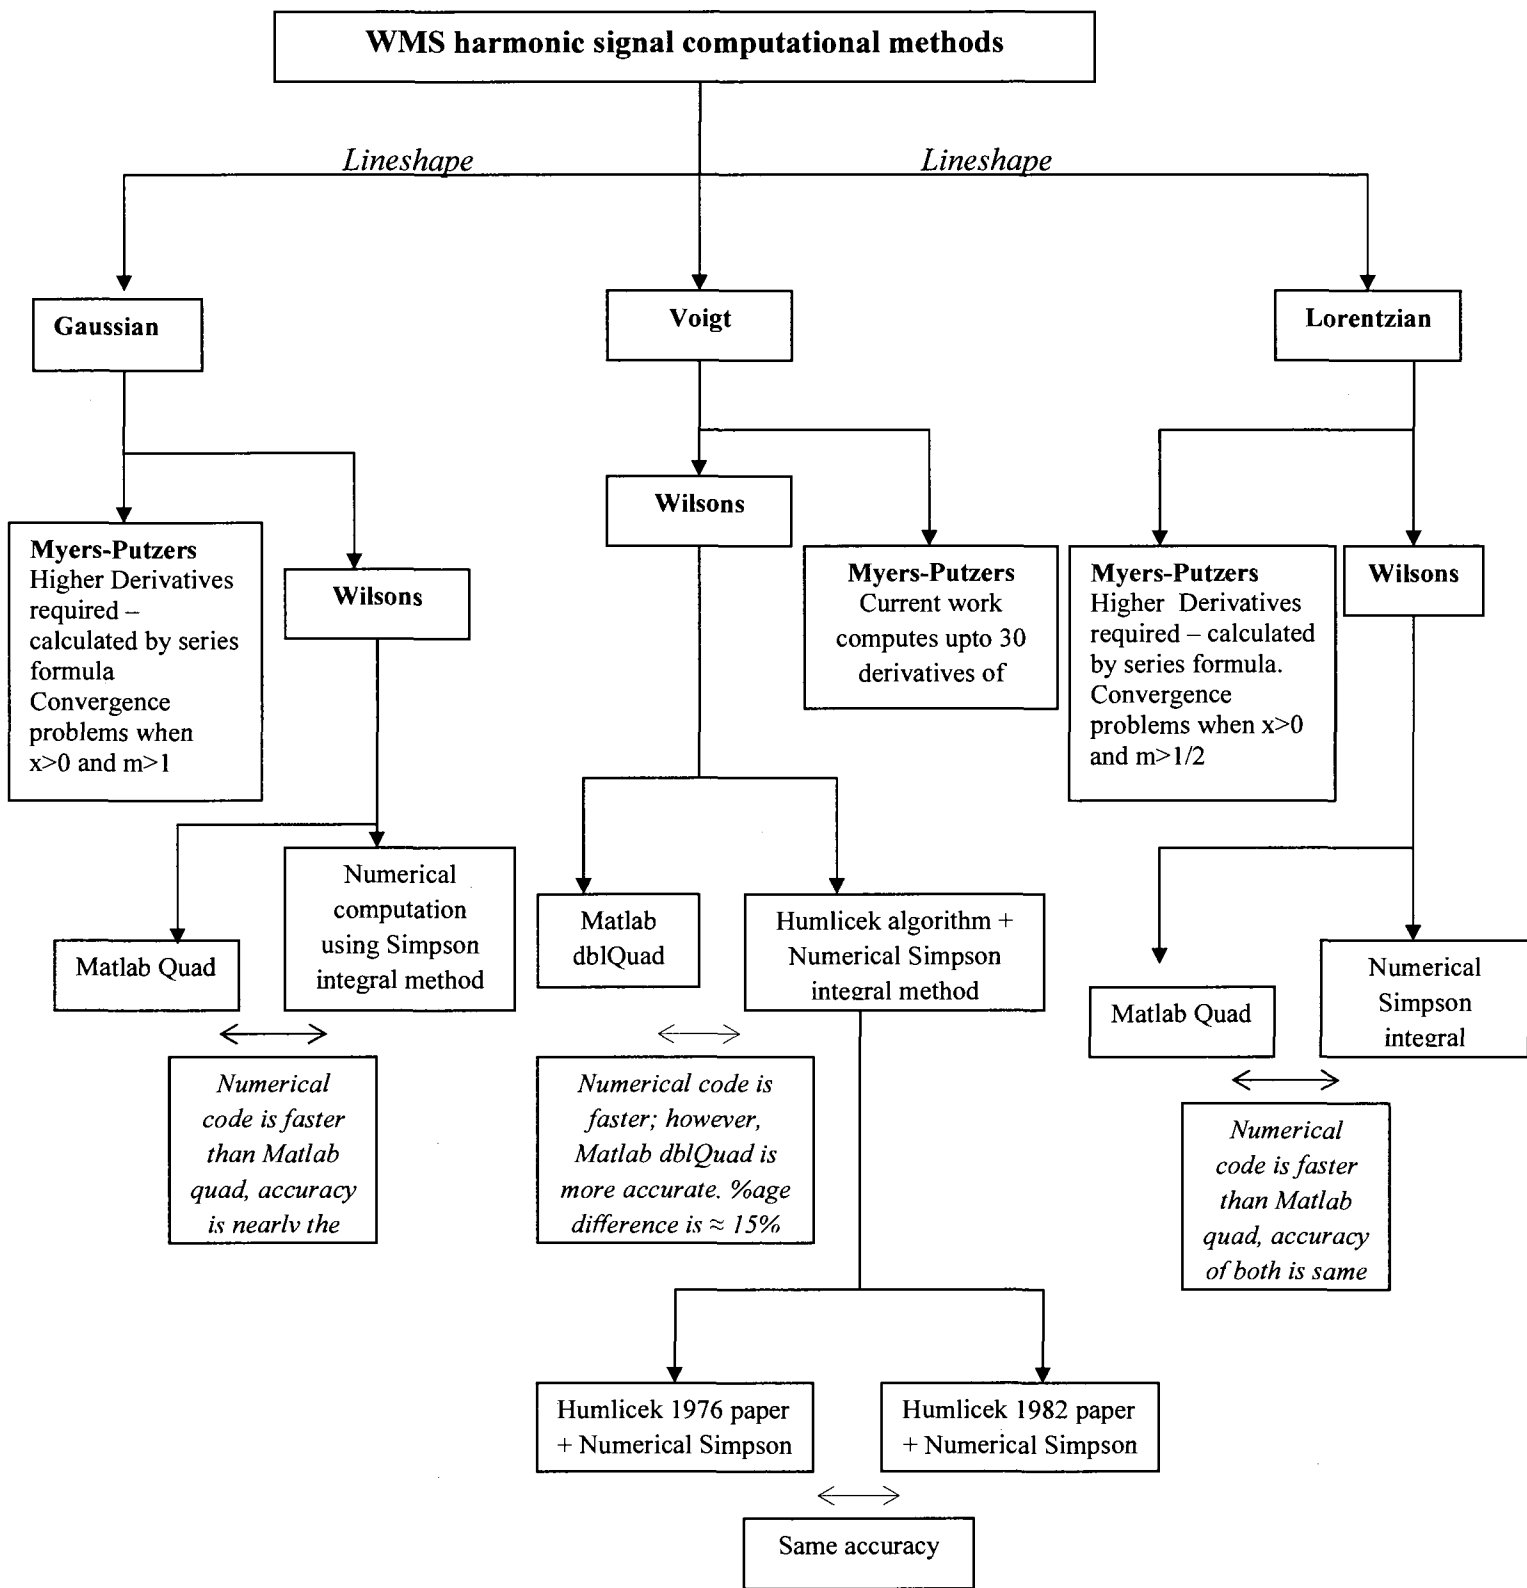 WMS harmonic signal computational methods
Lineshape
Lineshape
Gaussian
Voigt
Lorentzian
Myers-Putzers
Higher Derivatives
required –
calculated by series
formula
Convergence
problems when
x>0 and m>1
Wilsons
Wilsons
Myers-Putzers
Current work
computes upto 30
derivatives of
Myers-Putzers
Higher Derivatives
required – calculated
by series formula.
Convergence
problems when x>0
and m>1/2
Wilsons
Matlab Quad
Numerical
computation
using Simpson
integral method
Matlab
dblQuad
Humlicek algorithm +
Numerical Simpson
integral method
Matlab Quad
Numerical
Simpson
integral
Numerical
code is faster
than Matlab
quad, accuracy
is nearly the
Numerical code is
faster; however,
Matlab dblQuad is
more accurate. %age
difference is ≈ 15%
Numerical
code is faster
than Matlab
quad, accuracy
of both is same
Humlicek 1976 paper
+ Numerical Simpson
Humlicek 1982 paper
+ Numerical Simpson
Same accuracy